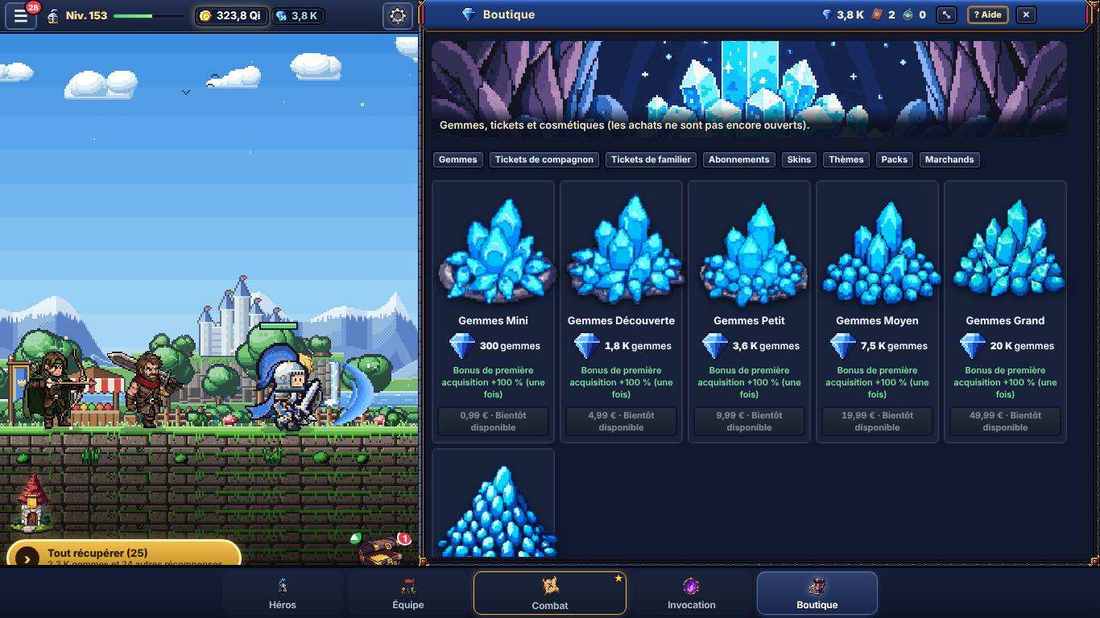 28
Niv. 153
323,8 Qi
3,8 K
Boutique
3,8 K
2
0
? Aide
Gemmes, tickets et cosmétiques (les achats ne sont pas encore ouverts).
Gemmes
Tickets de compagnon
Tickets de familier
Abonnements
Skins
Thèmes
Packs
Marchands
Gemmes Mini
300 gemmes
Bonus de première
acquisition +100 % (une
fois)
0,99 € · Bientôt
disponible
Gemmes Découverte
1,8 K gemmes
Bonus de première
acquisition +100 % (une
fois)
4,99 € · Bientôt
disponible
Gemmes Petit
3,6 K gemmes
Bonus de première
acquisition +100 % (une
fois)
9,99 € · Bientôt
disponible
Gemmes Moyen
7,5 K gemmes
Bonus de première
acquisition +100 % (une
fois)
19,99 € · Bientôt
disponible
Gemmes Grand
20 K gemmes
Bonus de première
acquisition +100 % (une
fois)
49,99 € · Bientôt
disponible
Tout récupérer (25)
gemmes et 24 autres récompenses
1
Héros
Équipe
Combat
Invocation
Boutique